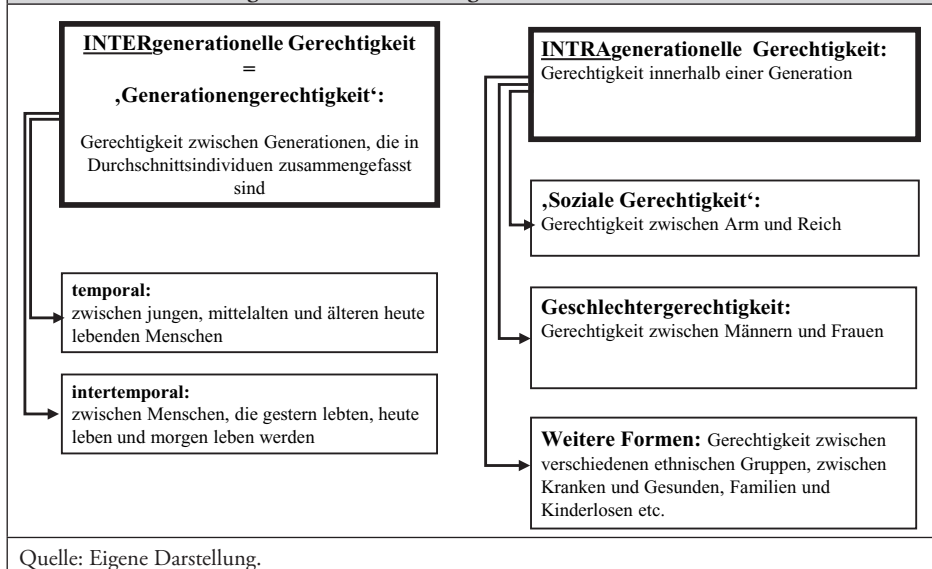 INTERgenerationelle Gerechtigkeit
=
‚Generationengerechtigkeit‘:
Gerechtigkeit zwischen Generationen, die in
Durchschnittsindividuen zusammengefasst
sind
temporal:
zwischen jungen, mittelalten und älteren heute
lebenden Menschen
intertemporal:
zwischen Menschen, die gestern lebten, heute
leben und morgen leben werden
INTRAgenerationelle Gerechtigkeit:
Gerechtigkeit innerhalb einer Generation
‚Soziale Gerechtigkeit‘:
Gerechtigkeit zwischen Arm und Reich
Geschlechtergerechtigkeit:
Gerechtigkeit zwischen Männern und Frauen
Weitere Formen: Gerechtigkeit zwischen
verschiedenen ethnischen Gruppen, zwischen
Kranken und Gesunden, Familien und
Kinderlosen etc.
Quelle: Eigene Darstellung.